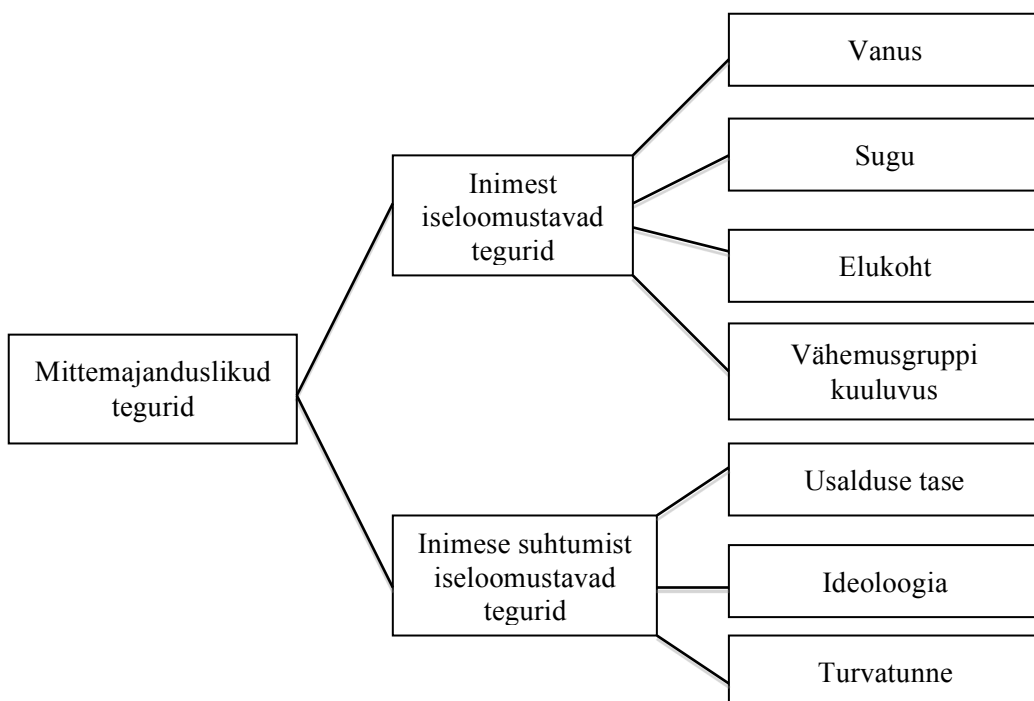 Vanus
Sugu
Inimest
iseloomustavad
tegurid
Elukoht
Vähemusgruppi
kuuluvus
Mittemajanduslikud
tegurid
Usalduse tase
Inimese suhtumist
iseloomustavad
tegurid
Ideoloogia
Turvatunne